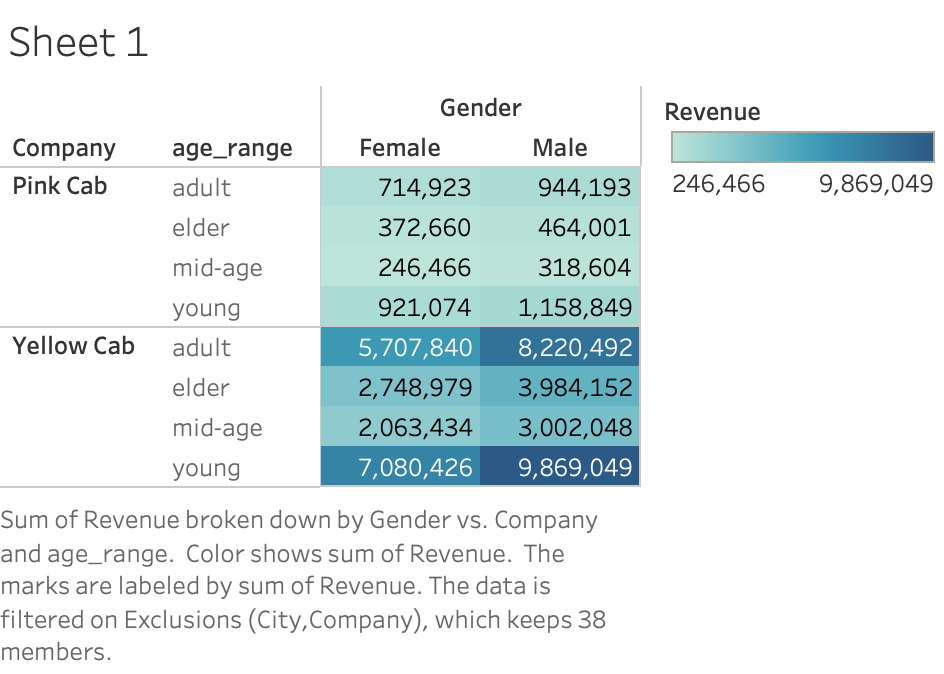 Sheet 1
Gender
Revenue
Company age_range Female Male
246,466 9,869,049
Pink Cab adult 714,923 944,193
elder 372,660 464,001
mid-age 246,466 318,604
young 921,074 1,158,849
Yellow Cab adult 5,707,840 8,220,492
elder 2,748,979 3,984,152
mid-age 2,063,434 3,002,048
young 7,080,426 9,869,049
Sum of Revenue broken down by Gender vs. Company
and age_range. Color shows sum of Revenue. The
marks are labeled by sum of Revenue. The data is
filtered on Exclusions (City,Company), which keeps 38
members.